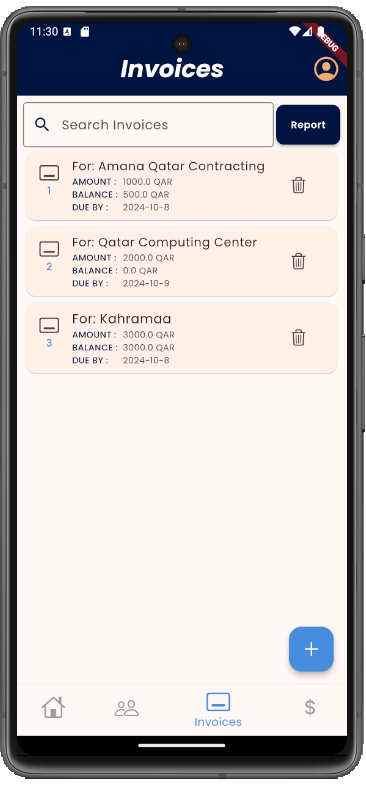 11:30 A
DEBUG
Invoices
Search Invoices
Report
For: Amana Qatar Contracting
AMOUNT : 1000.0 QAR
BALANCE : 500.0 QAR
DUE BY : 2024-10-8
1
For: Qatar Computing Center
AMOUNT : 2000.0 QAR
BALANCE : 0.0 QAR
DUE BY : 2024-10-9
2
For: Kahramaa
AMOUNT : 3000.0 QAR
BALANCE : 3000.0 QAR
DUE BY : 2024-10-8
3
+
Invoices
$